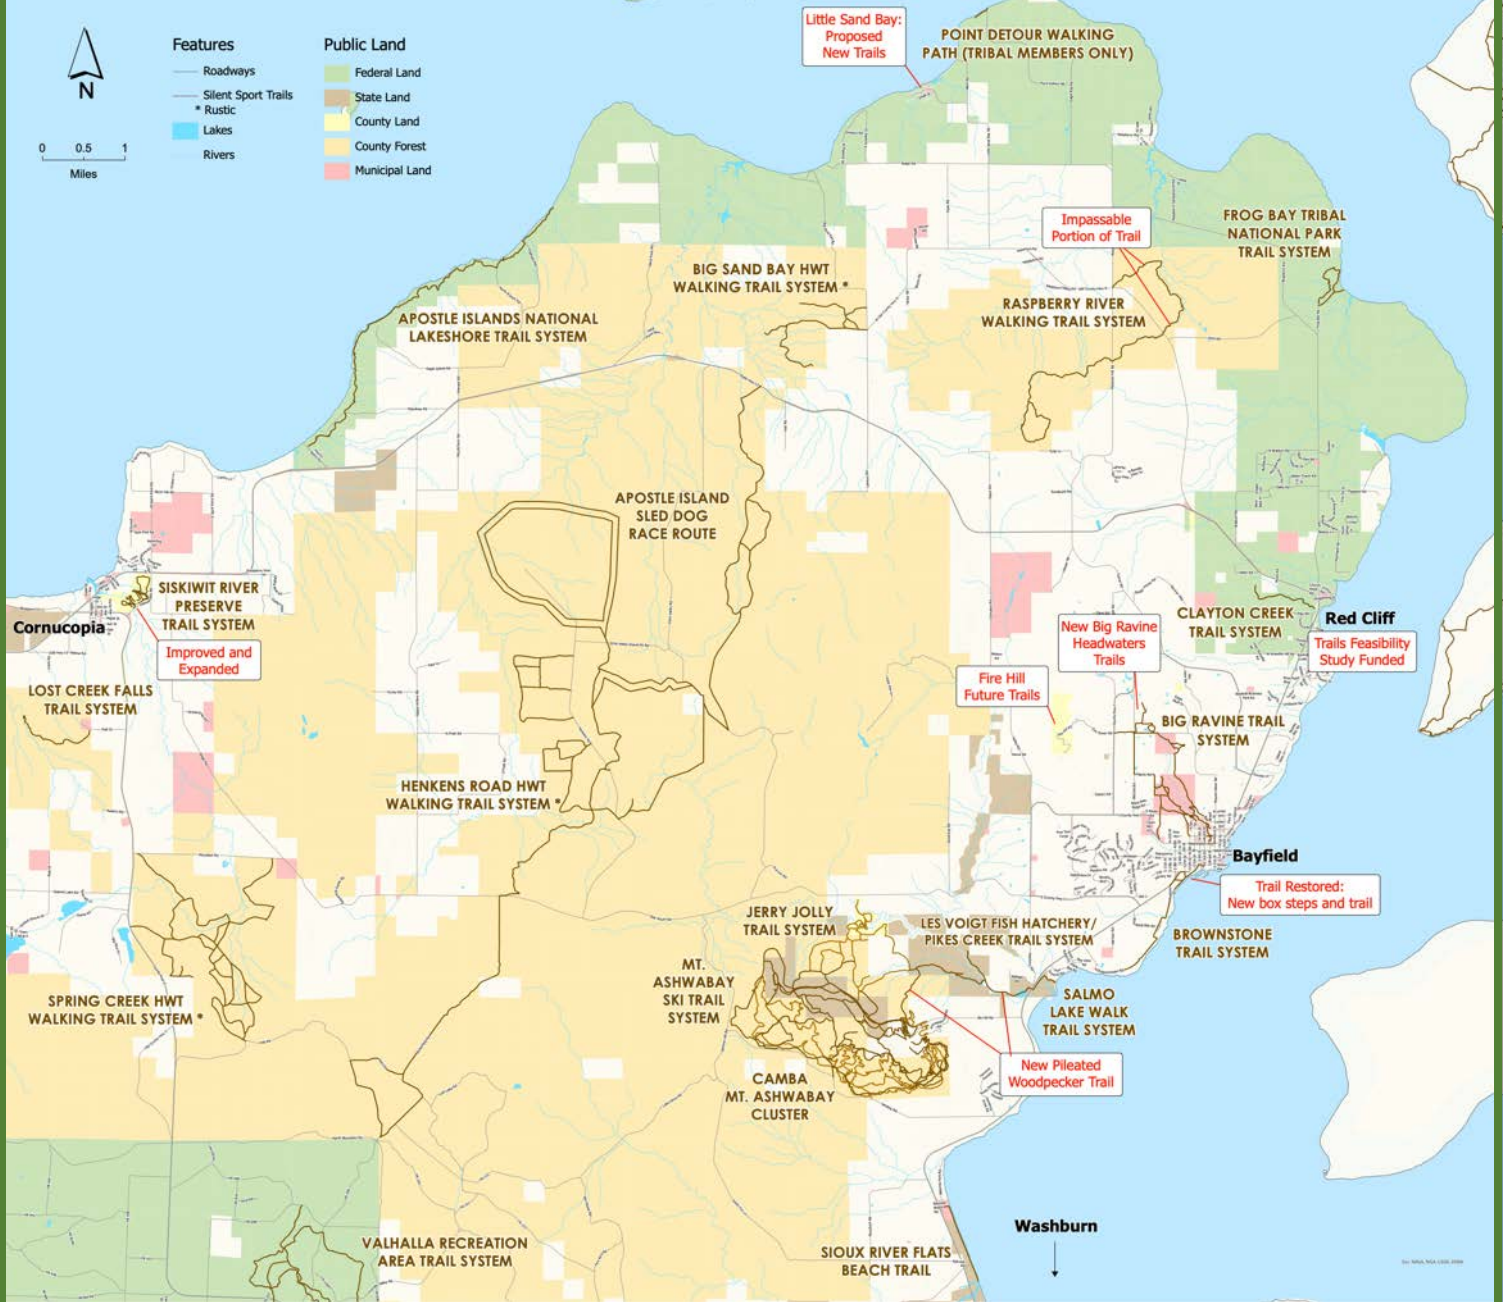 Little Sand Bay:
Proposed
New Trails
POINT DETOUR WALKING
PATH (TRIBAL MEMBERS ONLY)
N
0 0.5 1
Miles
Features
Roadways
Silent Sport Trails
* Rustic
Lakes
Rivers
Public Land
Federal Land
State Land
County Land
County Forest
Municipal Land
Impassable
Portion of Trail
FROG BAY TRIBAL
NATIONAL PARK
TRAIL SYSTEM
BIG SAND BAY HWT
WALKING TRAIL SYSTEM *
RASPBERRY RIVER
WALKING TRAIL SYSTEM
APOSTLE ISLANDS NATIONAL
LAKESHORE TRAIL SYSTEM
APOSTLE ISLAND
SLED DOG
RACE ROUTE
SISKIWIT RIVER
PRESERVE
TRAIL SYSTEM
Cornucopia
Improved and
Expanded
LOST CREEK FALLS
TRAIL SYSTEM
CLAYTON CREEK
TRAIL SYSTEM
Red Cliff
Trails Feasibility
Study Funded
New Big Ravine
Headwaters
Trails
Fire Hill
Future Trails
BIG RAVINE TRAIL
SYSTEM
HENKENS ROAD HWT
WALKING TRAIL SYSTEM *
Bayfield
Trail Restored:
New box steps and trail
JERRY JOLLY
TRAIL SYSTEM
LES VOIGT FISH HATCHERY/
PIKES CREEK TRAIL SYSTEM
BROWNSTONE
TRAIL SYSTEM
MT.
ASHWABAY
SKI TRAIL
SYSTEM
SPRING CREEK HWT
WALKING TRAIL SYSTEM *
SALMO
LAKE WALK
TRAIL SYSTEM
New Pileated
Woodpecker Trail
CAMBA
MT. ASHWABAY
CLUSTER
Washburn
VALHALLA RECREATION
AREA TRAIL SYSTEM
SIOUX RIVER FLATS
BEACH TRAIL